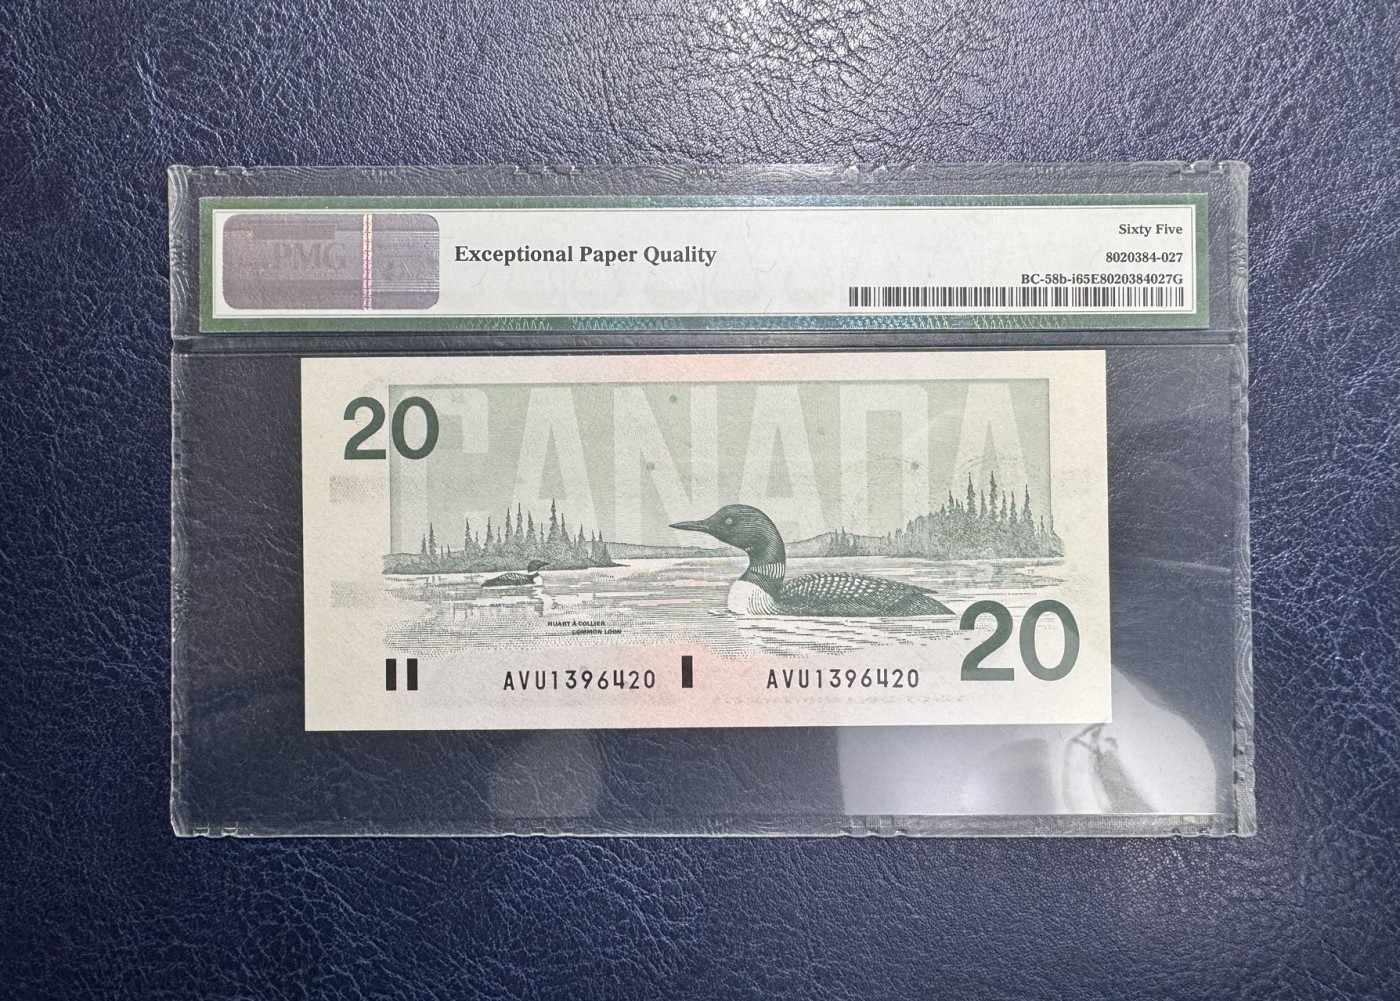 PMG
Exceptional Paper Quality
Sixty Five
8020384-027
BC-58b-i65E8020384027G
CANADA
20
HUART À COLLIER
COMMON LOON
20
AVU1396420
AVU1396420